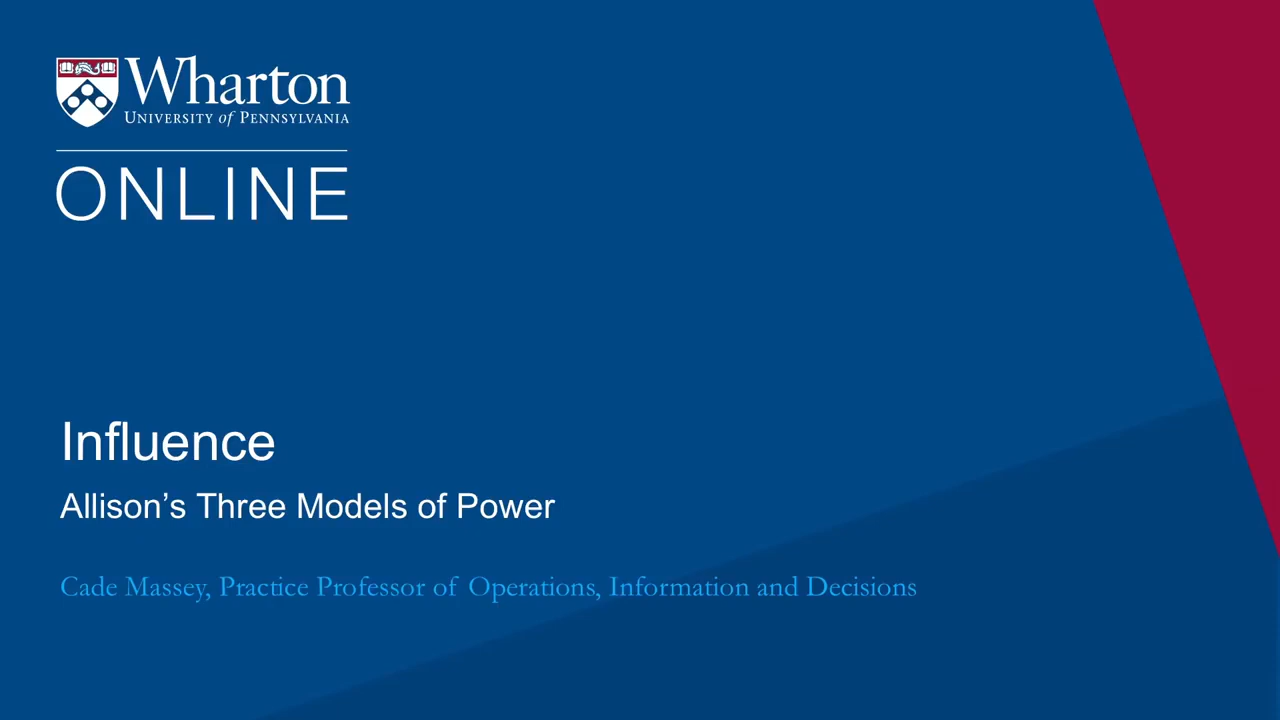 Wharton
UNIVERSITY of PENNSYLVANIA
ONLINE
Influence
Allison’s Three Models of Power
Cade Massey, Practice Professor of Operations, Information and Decisions